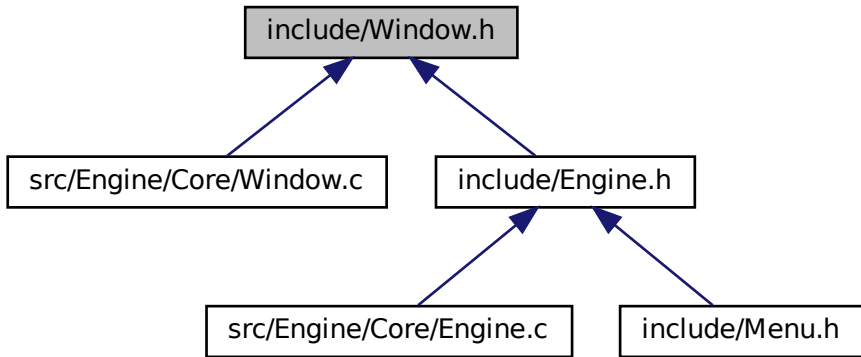 include/Window.h
src/Engine/Core/Window.c
include/Engine.h
src/Engine/Core/Engine.c
include/Menu.h